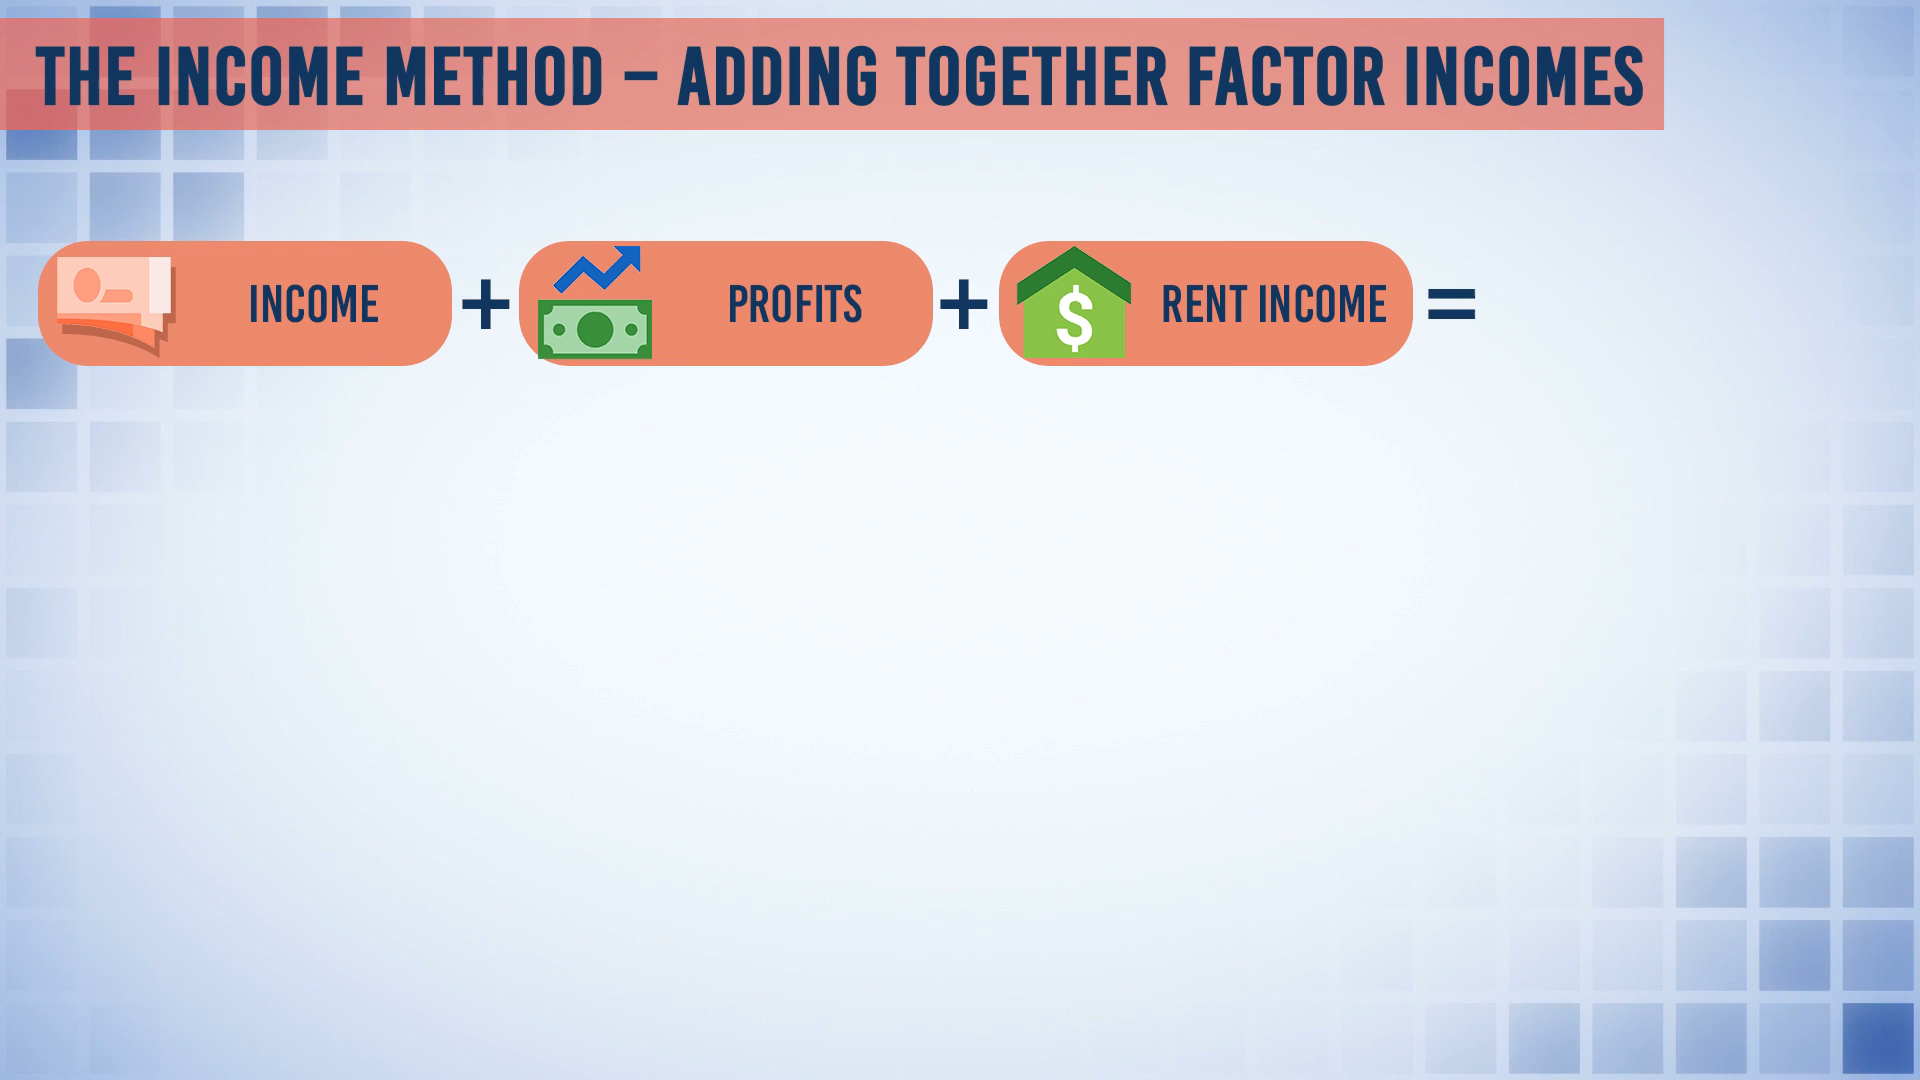 THE INCOME METHOD – ADDING TOGETHER FACTOR INCOMES
INCOME + PROFITS + RENT INCOME =